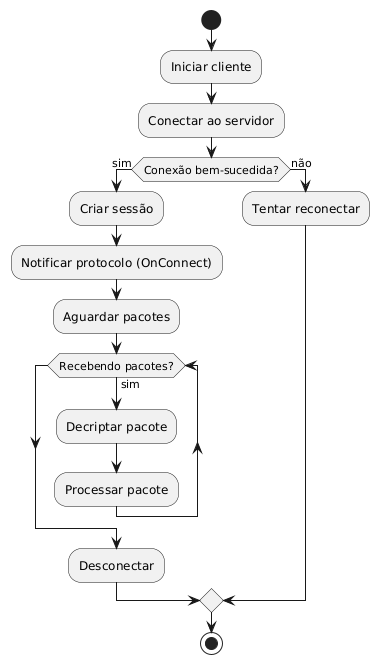 Iniciar cliente
Conectar ao servidor
sim
Conexão bem-sucedida?
não
Criar sessão
Tentar reconectar
Notificar protocolo (OnConnect)
Aguardar pacotes
Recebendo pacotes?
sim
Decriptar pacote
Processar pacote
Desconectar